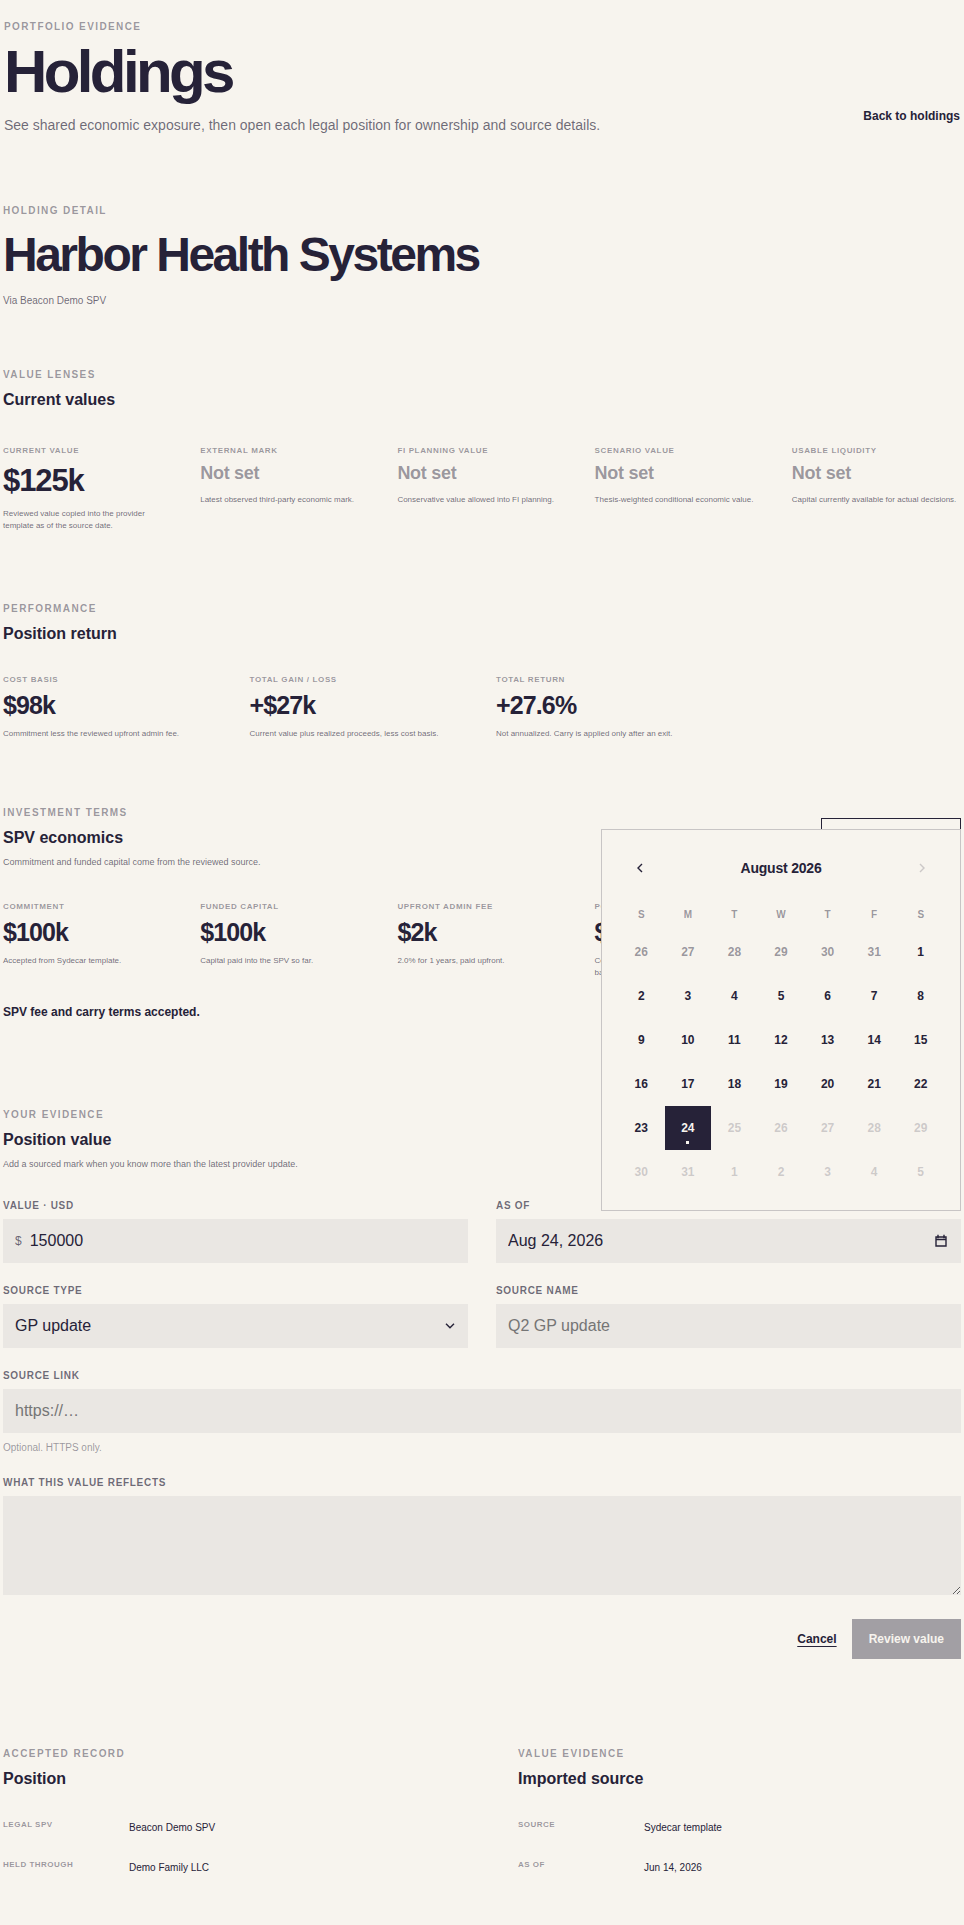 PORTFOLIO EVIDENCE
Holdings
See shared economic exposure, then open each legal position for ownership and source details.
Back to holdings
HOLDING DETAIL
Harbor Health Systems
Via Beacon Demo SPV
VALUE LENSES
Current values
CURRENT VALUE
$125k
Reviewed value copied into the provider
template as of the source date.
EXTERNAL MARK
Not set
Latest observed third-party economic mark.
FI PLANNING VALUE
Not set
Conservative value allowed into FI planning.
SCENARIO VALUE
Not set
Thesis-weighted conditional economic value.
USABLE LIQUIDITY
Not set
Capital currently available for actual decisions.
PERFORMANCE
Position return
COST BASIS
$98k
Commitment less the reviewed upfront admin fee.
TOTAL GAIN / LOSS
+$27k
Current value plus realized proceeds, less cost basis.
TOTAL RETURN
+27.6%
Not annualized. Carry is applied only after an exit.
INVESTMENT TERMS
SPV economics
Commitment and funded capital come from the reviewed source.
COMMITMENT
$100k
Accepted from Sydecar template.
FUNDED CAPITAL
$100k
Capital paid into the SPV so far.
UPFRONT ADMIN FEE
$2k
2.0% for 1 years, paid upfront.
SPV fee and carry terms accepted.
August 2026
S M T W T F S
26 27 28 29 30 31 1
2 3 4 5 6 7 8
9 10 11 12 13 14 15
16 17 18 19 20 21 22
23 24 25 26 27 28 29
30 31 1 2 3 4 5
YOUR EVIDENCE
Position value
Add a sourced mark when you know more than the latest provider update.
VALUE · USD
$ 150000
AS OF
Aug 24, 2026
SOURCE TYPE
GP update
SOURCE NAME
Q2 GP update
SOURCE LINK
https://…
Optional. HTTPS only.
WHAT THIS VALUE REFLECTS
Cancel
Review value
ACCEPTED RECORD
Position
LEGAL SPV
Beacon Demo SPV
HELD THROUGH
Demo Family LLC
VALUE EVIDENCE
Imported source
SOURCE
Sydecar template
AS OF
Jun 14, 2026